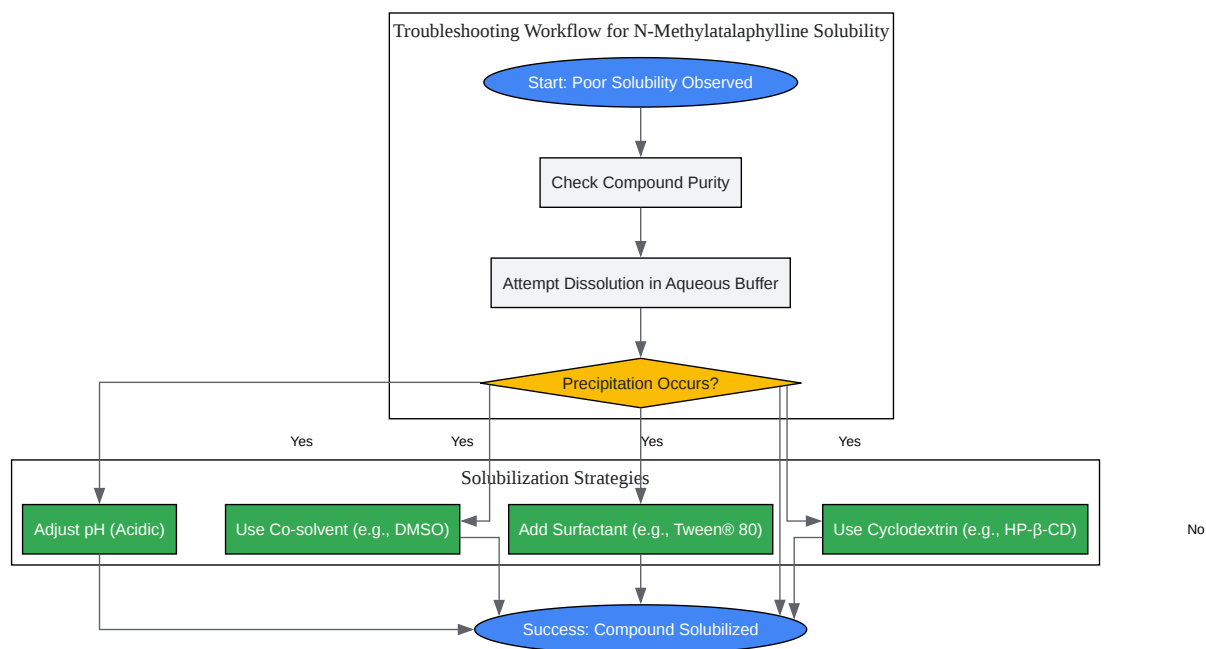 Troubleshooting Workflow for N-Methylatalaphylline Solubility
Start: Poor Solubility Observed
Check Compound Purity
Attempt Dissolution in Aqueous Buffer
Precipitation Occurs?
Yes
Yes
Yes
Yes
Solubilization Strategies
Adjust pH (Acidic)
Use Co-solvent (e.g., DMSO)
Add Surfactant (e.g., Tween® 80)
Use Cyclodextrin (e.g., HP-β-CD)
No
Success: Compound Solubilized